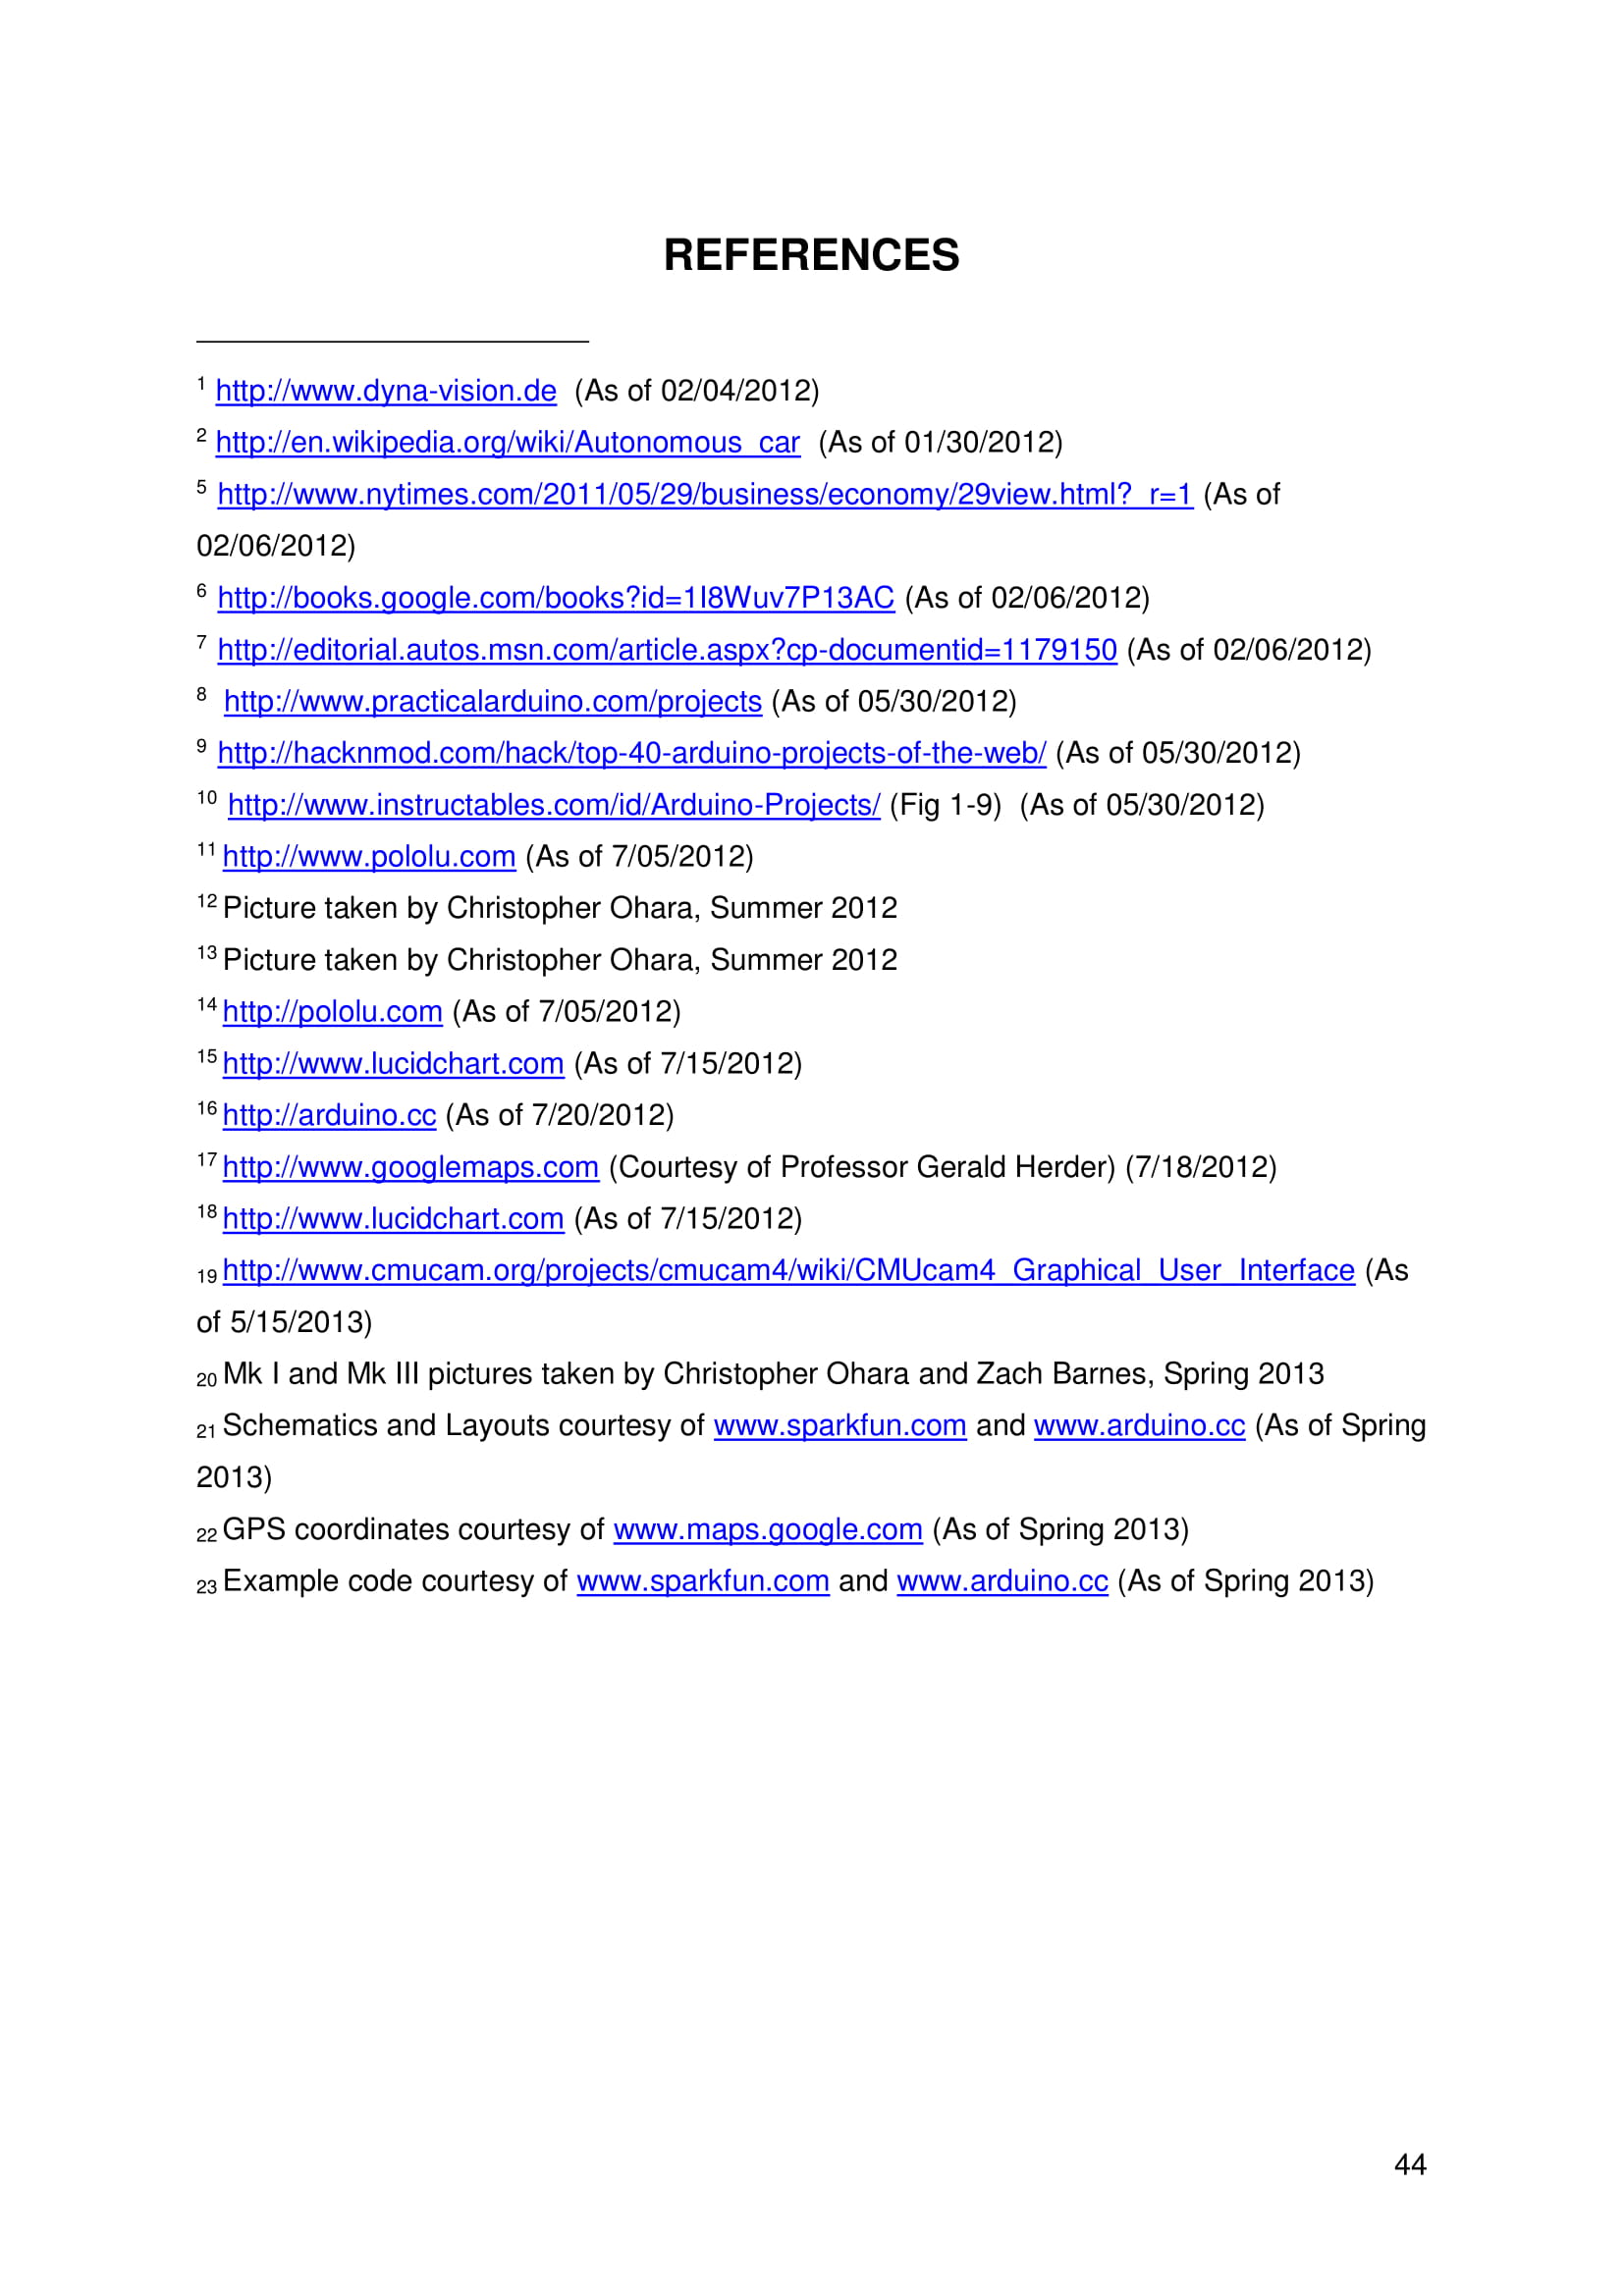 REFERENCES
1 http://www.dyna-vision.de (As of 02/04/2012)
2 http://en.wikipedia.org/wiki/Autonomous_car (As of 01/30/2012)
5 http://www.nytimes.com/2011/05/29/business/economy/29view.html?_r=1 (As of
02/06/2012)
6 http://books.google.com/books?id=1I8Wuv7P13AC (As of 02/06/2012)
7 http://editorial.autos.msn.com/article.aspx?cp-documentid=1179150 (As of 02/06/2012)
8 http://www.practicalarduino.com/projects (As of 05/30/2012)
9 http://hacknmod.com/hack/top-40-arduino-projects-of-the-web/ (As of 05/30/2012)
10 http://www.instructables.com/id/Arduino-Projects/ (Fig 1-9) (As of 05/30/2012)
11 http://www.pololu.com (As of 7/05/2012)
12 Picture taken by Christopher Ohara, Summer 2012
13 Picture taken by Christopher Ohara, Summer 2012
14 http://pololu.com (As of 7/05/2012)
15 http://www.lucidchart.com (As of 7/15/2012)
16 http://arduino.cc (As of 7/20/2012)
17 http://www.googlemaps.com (Courtesy of Professor Gerald Herder) (7/18/2012)
18 http://www.lucidchart.com (As of 7/15/2012)
19 http://www.cmucam.org/projects/cmucam4/wiki/CMUcam4_Graphical_User_Interface (As
of 5/15/2013)
20 Mk I and Mk III pictures taken by Christopher Ohara and Zach Barnes, Spring 2013
21 Schematics and Layouts courtesy of www.sparkfun.com and www.arduino.cc (As of Spring
2013)
22 GPS coordinates courtesy of www.maps.google.com (As of Spring 2013)
23 Example code courtesy of www.sparkfun.com and www.arduino.cc (As of Spring 2013)
44